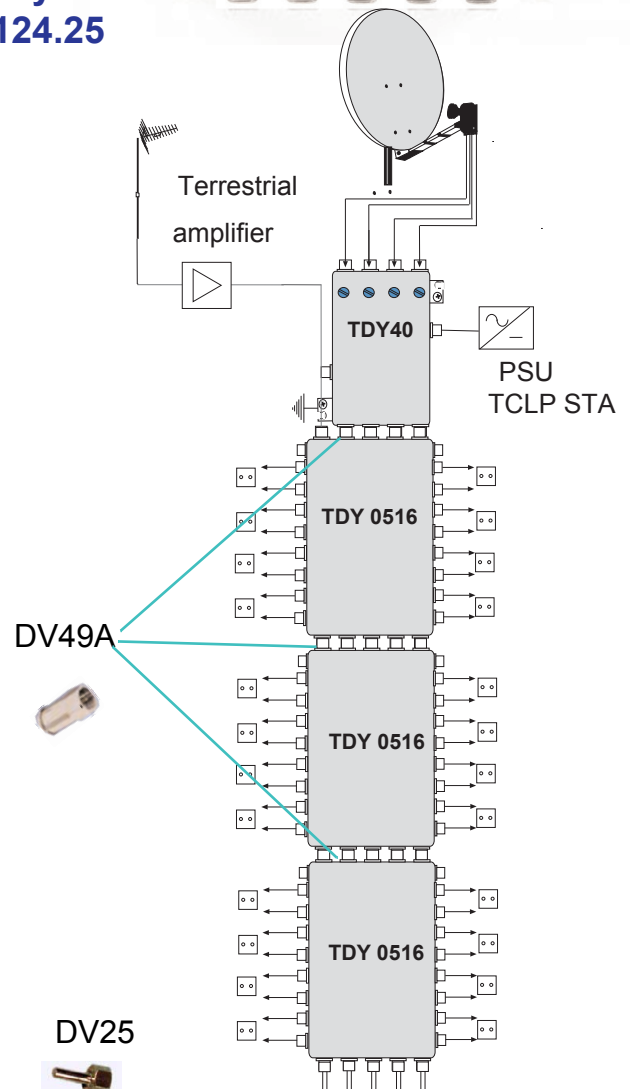 124.25
Terrestrial
amplifier
TDY40
PSU
TCLP STA
TDY 0516
DV49A
TDY 0516
TDY 0516
DV25